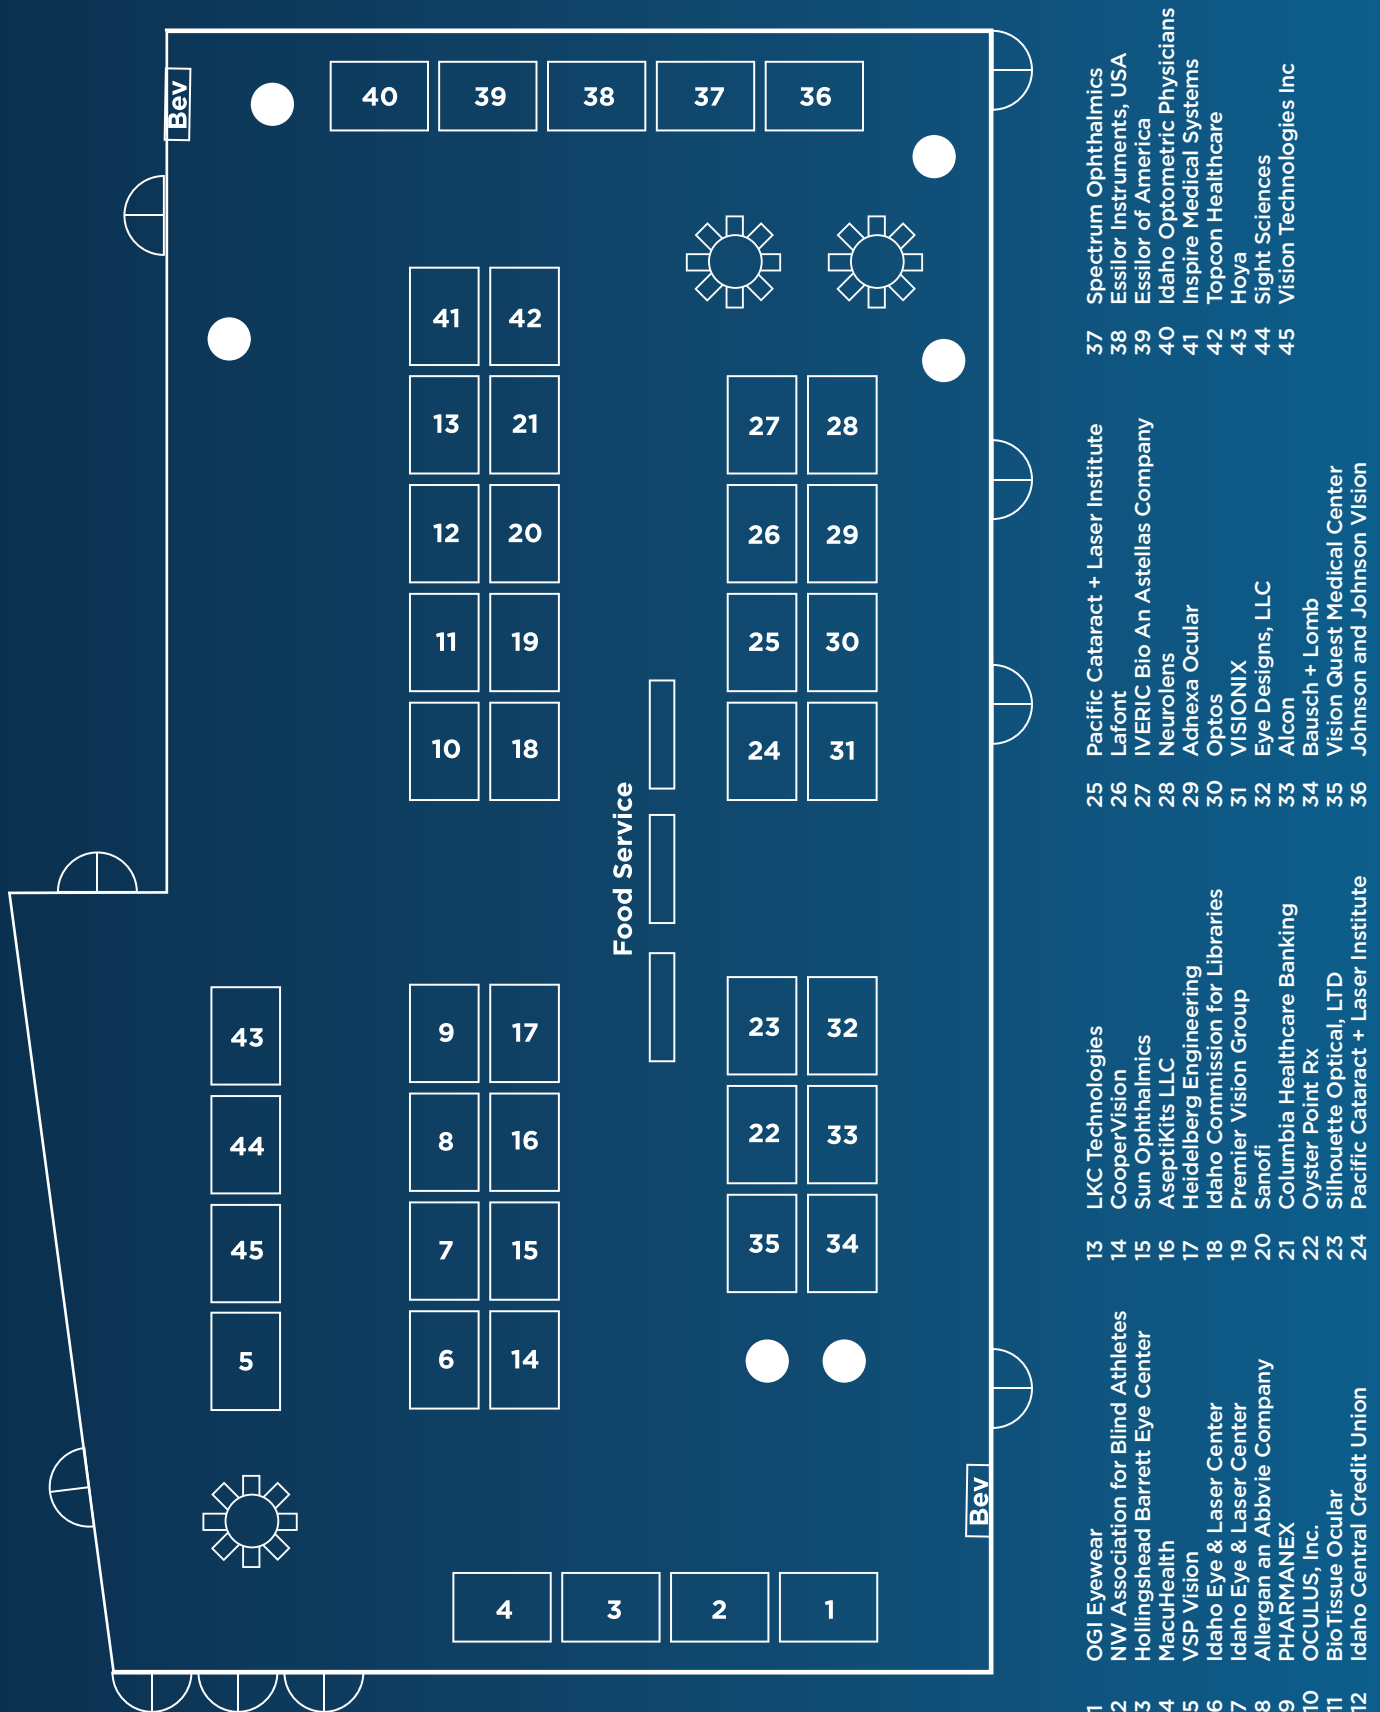 Bev
40
39
38
37
36
41
42
13
21
27
28
12
20
26
29
11
19
25
30
10
18
24
31
Food Service
43
9
17
23
32
44
8
16
22
33
45
7
15
35
34
5
6
14
Bev
4
3
2
1
1 OGI Eyewear
2 NW Association for Blind Athletes
3 Hollingshead Barrett Eye Center
4 MacuHealth
5 VSP Vision
6 Idaho Eye & Laser Center
7 Idaho Eye & Laser Center
8 Allergan an Abbvie Company
9 PHARMANEX
10 OCULUS, Inc.
11 BioTissue Ocular
12 Idaho Central Credit Union
13 LKC Technologies
14 CooperVision
15 Sun Ophthalmics
16 AseptiKits LLC
17 Heidelberg Engineering
18 Idaho Commission for Libraries
19 Premier Vision Group
20 Sanofi
21 Columbia Healthcare Banking
22 Oyster Point Rx
23 Silhouette Optical, LTD
24 Pacific Cataract + Laser Institute
25 Pacific Cataract + Laser Institute
26 Lafont
27 IVERIC Bio An Astellas Company
28 Neurolens
29 Adnexa Ocular
30 Optos
31 VISIONIX
32 Eye Designs, LLC
33 Alcon
34 Bausch + Lomb
35 Vision Quest Medical Center
36 Johnson and Johnson VIsion
37 Spectrum Ophthalmics
38 Essilor Instruments, USA
39 Essilor of America
40 Idaho Optometric Physicians
41 Inspire Medical Systems
42 Topcon Healthcare
43 Hoya
44 Sight Sciences
45 Vision Technologies Inc